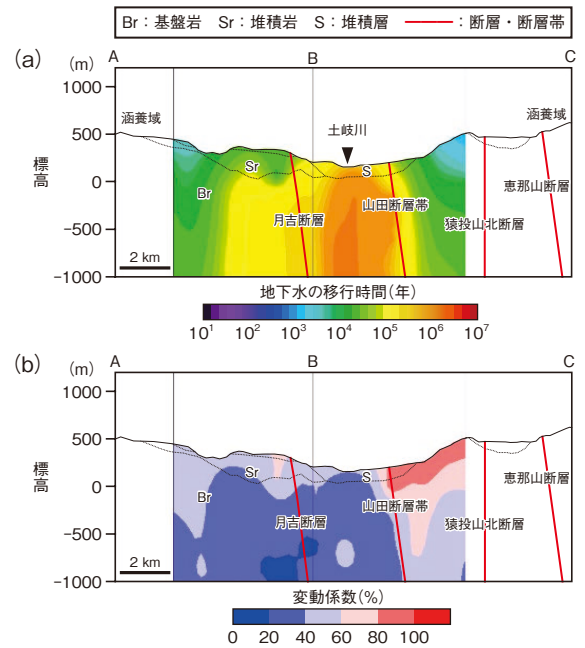 Br：基盤岩　Sr：堆積岩　S：堆積層　：断層・断層帯
(a)
A B C
(m)
1000
500
0
−500
−1000
標高
涵養域
土岐川
涵養域
Sr
S
Br
月吉断層
山田断層帯
猿投山北断層
恵那山断層
2 km
地下水の移行時間(年)
10¹ 10² 10³ 10⁴ 10⁵ 10⁶ 10⁷
(b)
A B C
(m)
1000
500
0
−500
−1000
標高
Sr
S
Br
月吉断層
山田断層帯
猿投山北断層
恵那山断層
2 km
変動係数(%)
0 20 40 60 80 100